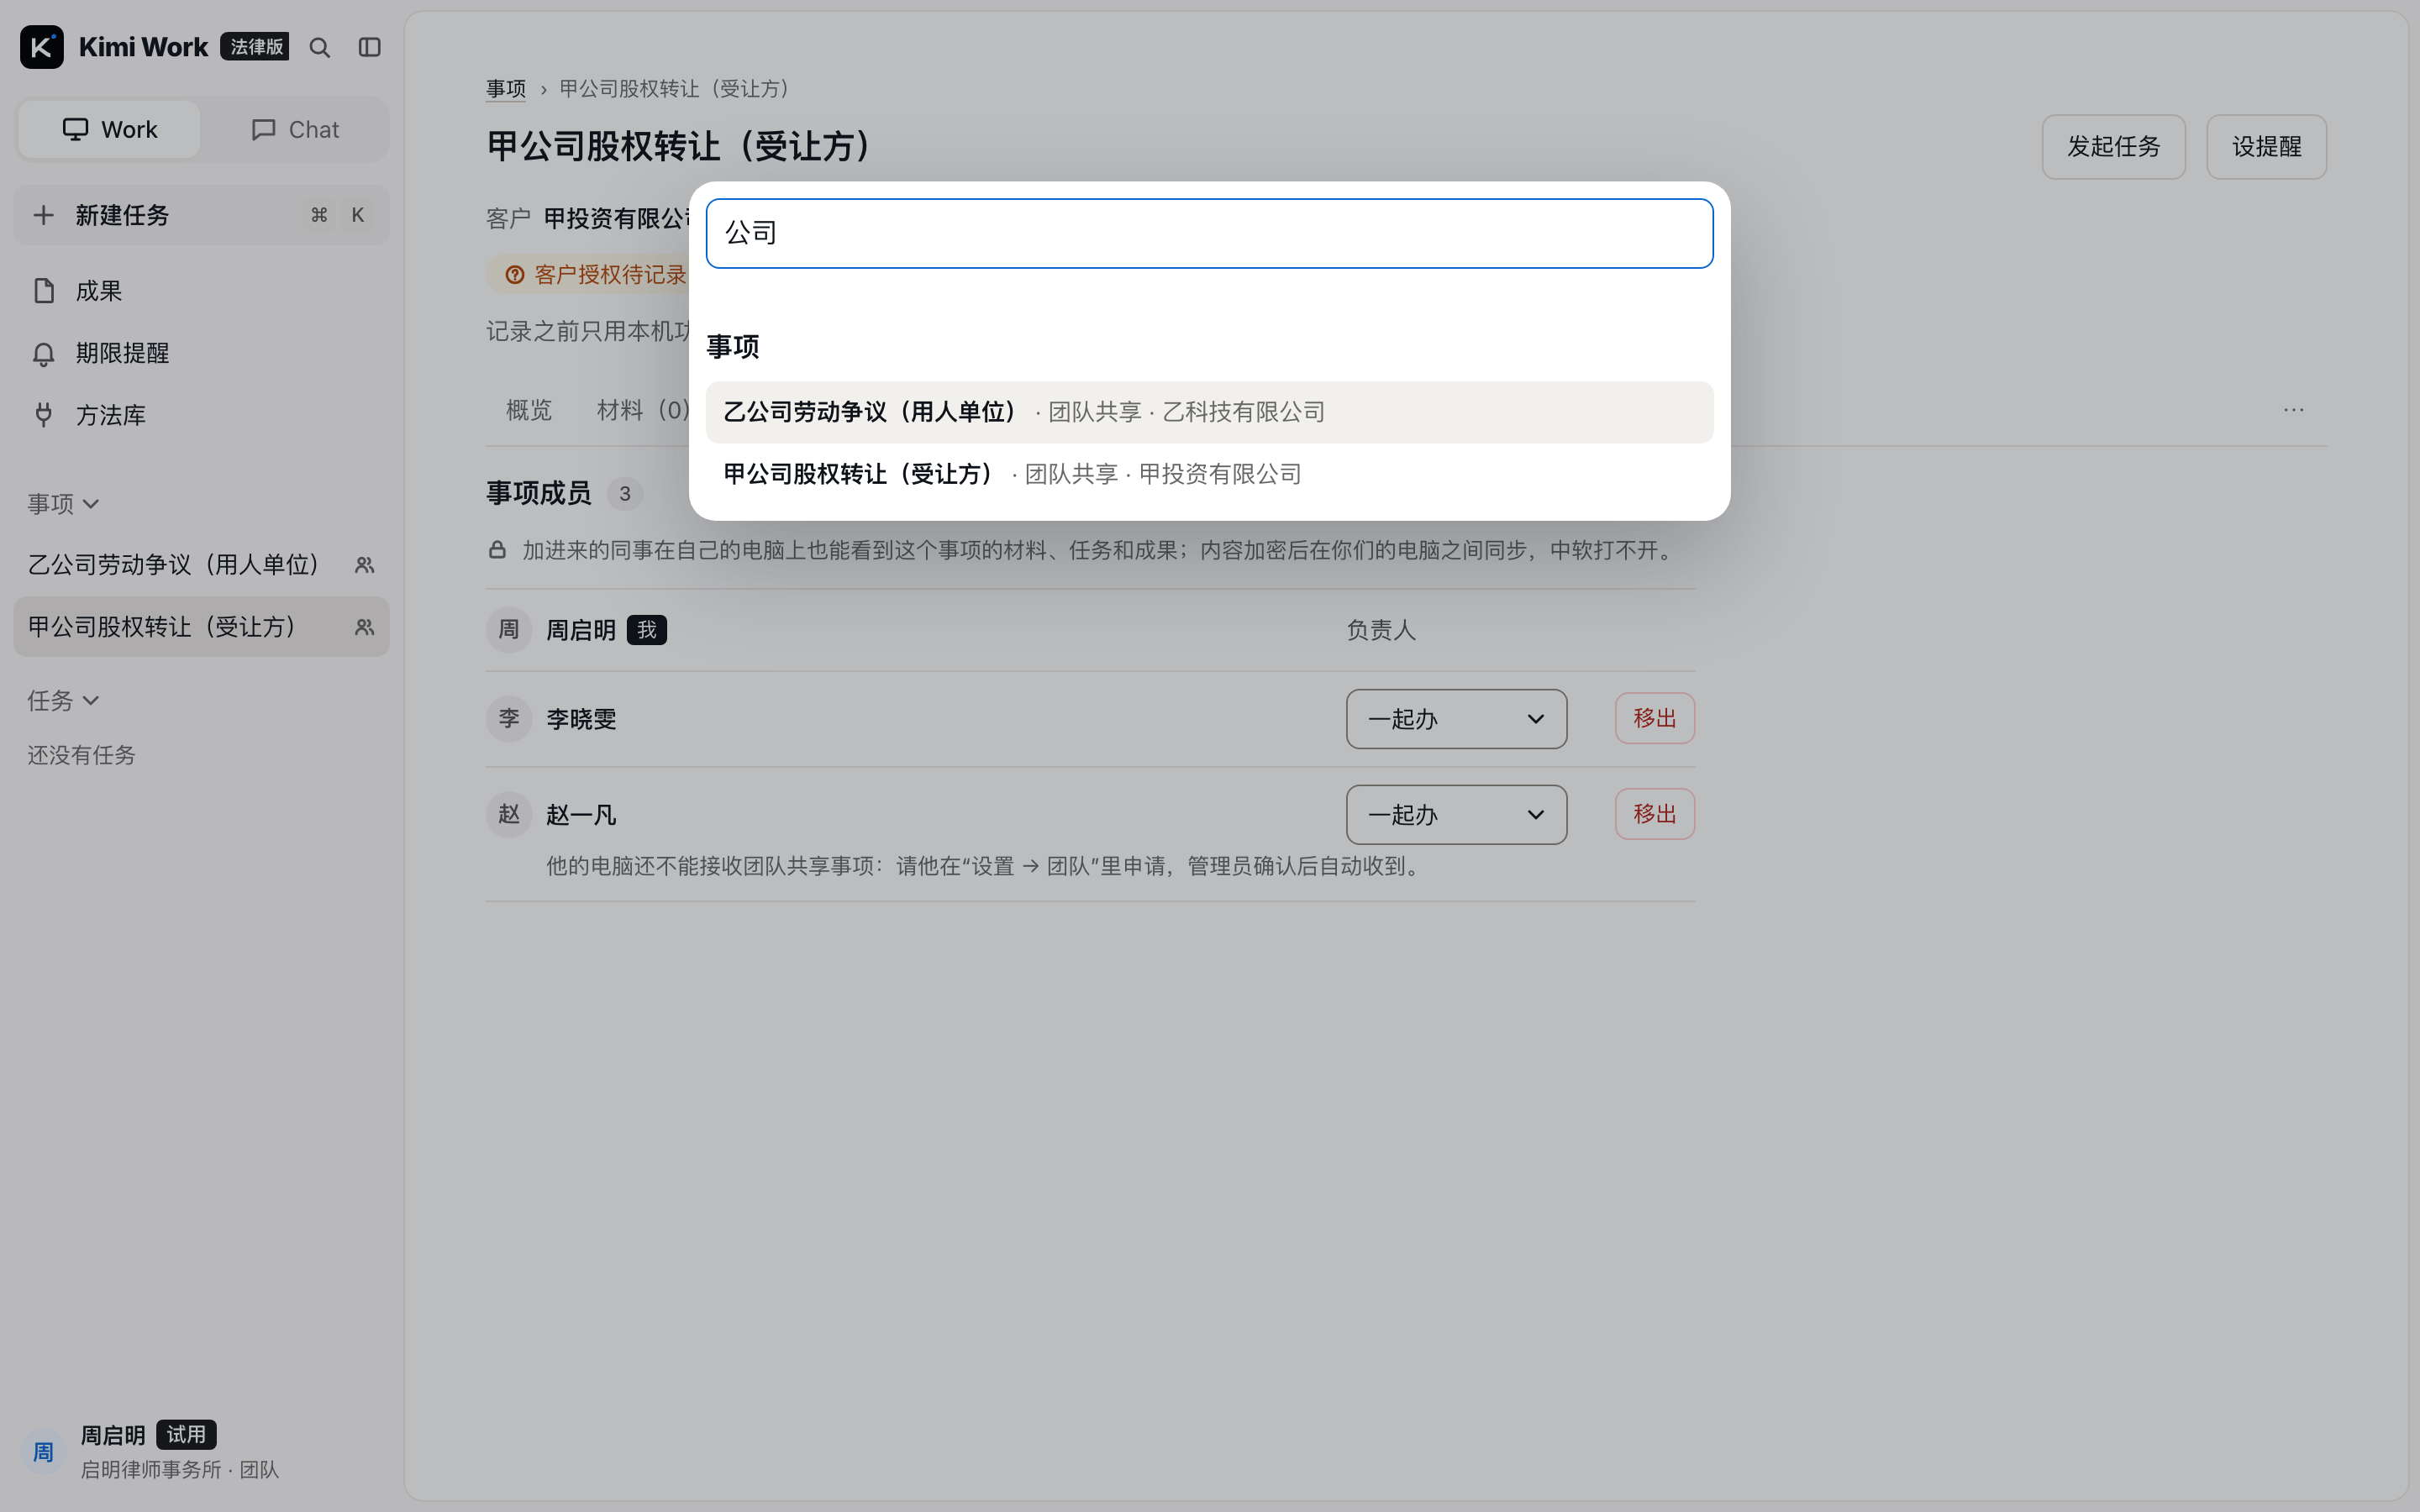 Kimi Work 法律版
Work Chat
新建任务 ⌘ K
成果
期限提醒
方法库
事项
乙公司劳动争议（用人单位）
甲公司股权转让（受让方）
任务
还没有任务
周 周启明 试用
启明律师事务所 · 团队
事项 › 甲公司股权转让（受让方）
甲公司股权转让（受让方）
发起任务 设提醒
客户 甲投资有限公
客户授权待记录
记录之前只用本机
公司
事项
乙公司劳动争议（用人单位） · 团队共享 · 乙科技有限公司
甲公司股权转让（受让方） · 团队共享 · 甲投资有限公司
概览 材料（0） ···
事项成员 3
加进来的同事在自己的电脑上也能看到这个事项的材料、任务和成果；内容加密后在你们的电脑之间同步，中软打不开。
周 周启明 我 负责人
李 李晓雯 一起办 移出
赵 赵一凡 一起办 移出
他的电脑还不能接收团队共享事项：请他在“设置 → 团队”里申请，管理员确认后自动收到。